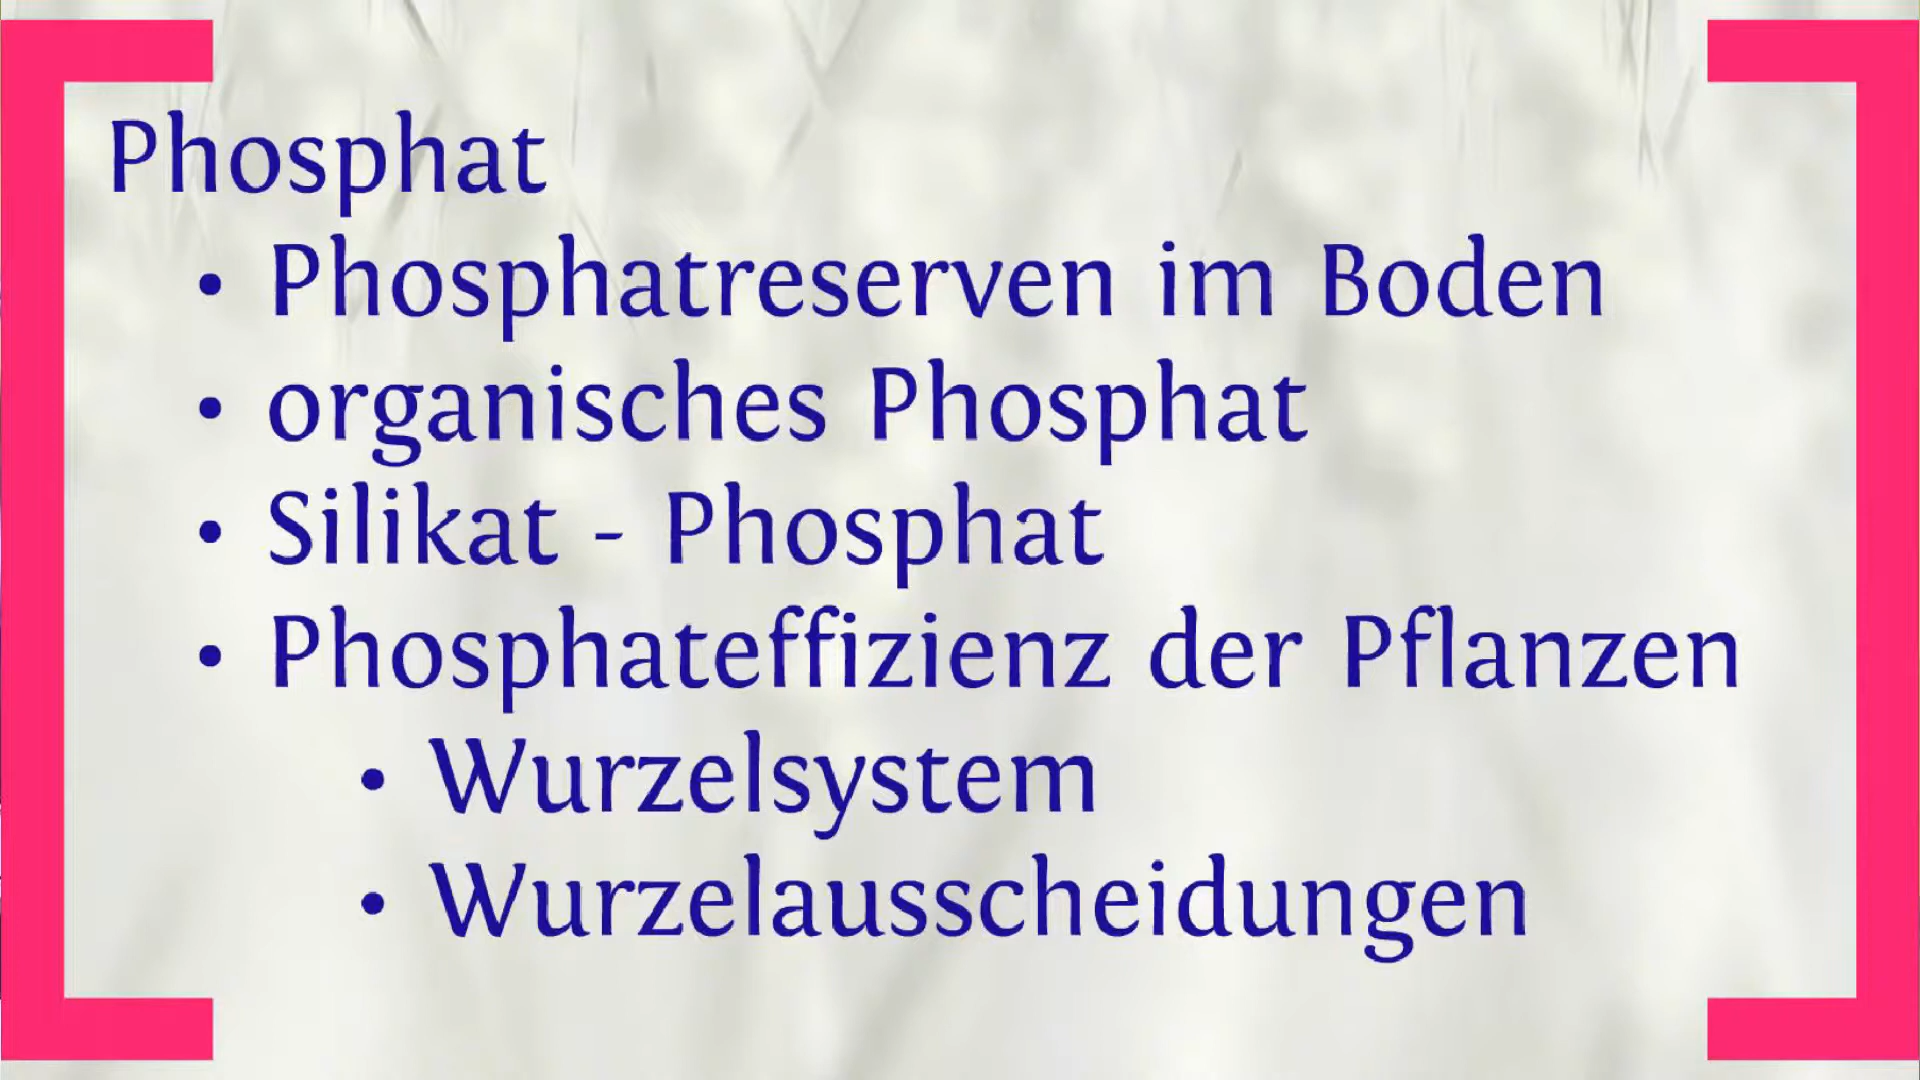 Phosphat
• Phosphatreserven im Boden
• organisches Phosphat
• Silikat - Phosphat
• Phosphateffizienz der Pflanzen
• Wurzelsystem
• Wurzelausscheidungen